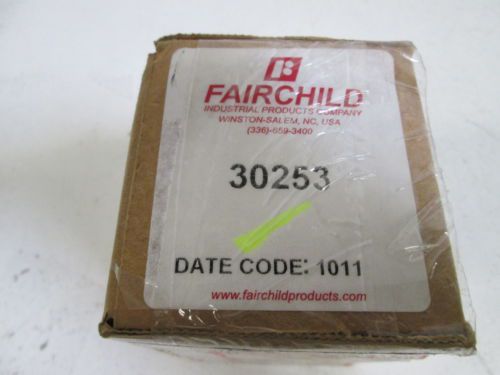 FAIRCHILD
INDUSTRIAL PRODUCTS COMPANY
WINSTON-SALEM, NC, USA
(336)-659-3400
30253
DATE CODE: 1011
www.fairchildproducts.com